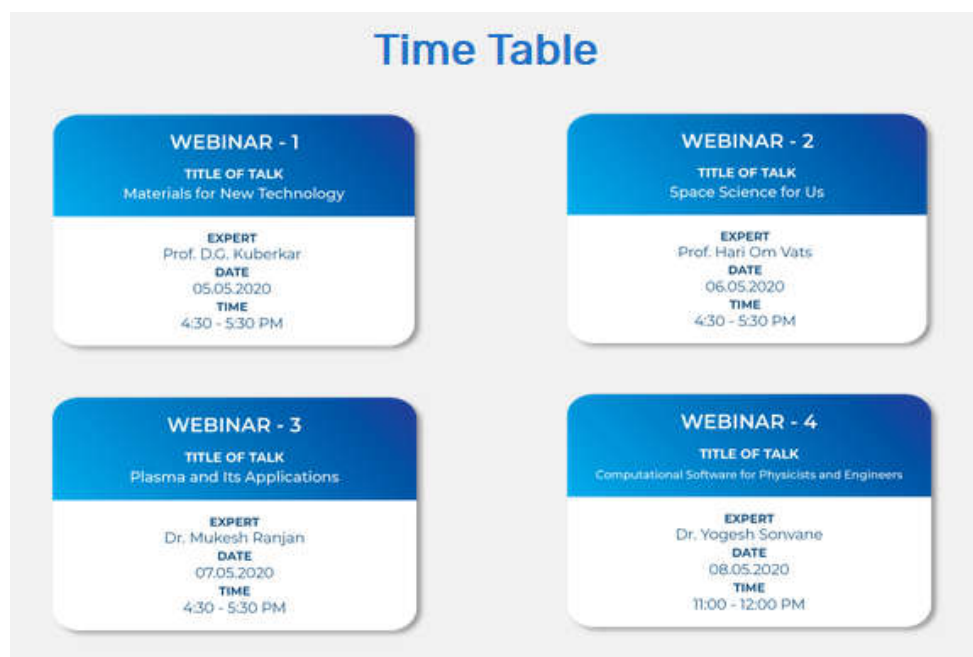 Time Table
WEBINAR - 1
TITLE OF TALK
Materials for New Technology
EXPERT
Prof. D.G. Kuberkar
DATE
05.05.2020
TIME
4:30 - 5:30 PM
WEBINAR - 2
TITLE OF TALK
Space Science for Us
EXPERT
Prof. Hari Om Vats
DATE
06.05.2020
TIME
4:30 - 5:30 PM
WEBINAR - 3
TITLE OF TALK
Plasma and Its Applications
EXPERT
Dr. Mukesh Ranjan
DATE
07.05.2020
TIME
4:30 - 5:30 PM
WEBINAR - 4
TITLE OF TALK
Computational Software for Physicists and Engineers
EXPERT
Dr. Yogesh Sonvane
DATE
08.05.2020
TIME
11:00 - 12:00 PM